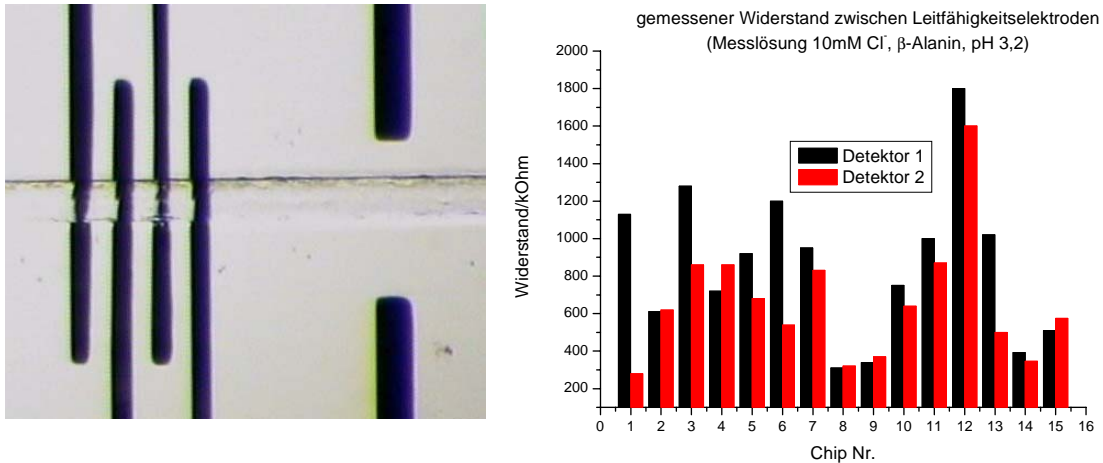 gemessener Widerstand zwischen Leitfähigkeitselektroden
(Messlösung 10mM Cl⁻, β-Alanin, pH 3,2)
2000
1800
1600
1400
1200
1000
800
600
400
200
Widerstand/kOhm
Detektor 1
Detektor 2
0 1 2 3 4 5 6 7 8 9 10 11 12 13 14 15 16
Chip Nr.